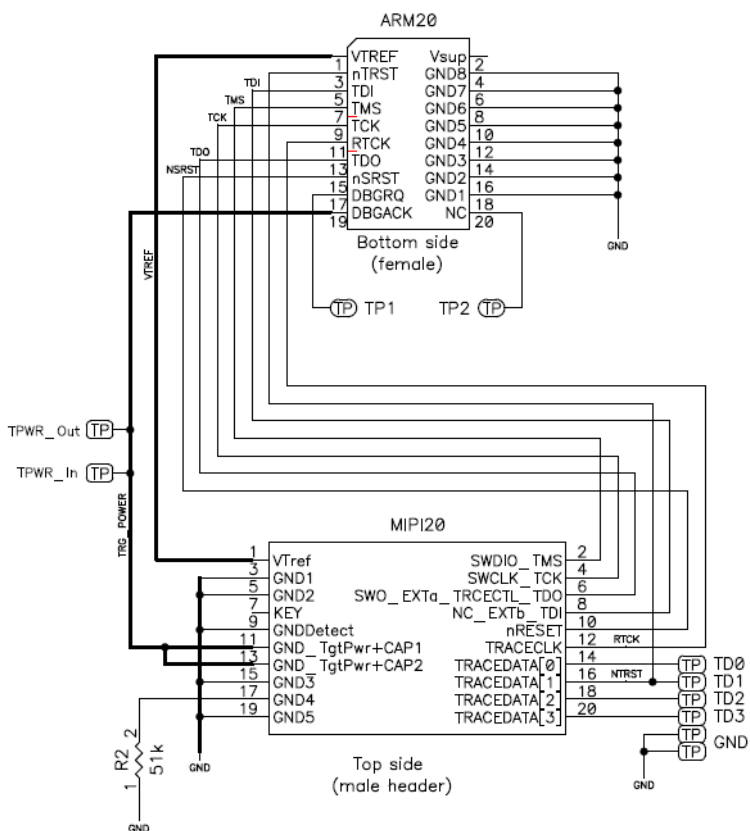 ARM20
VTREF Vsup
1 nTRST GND8 2
3 TDI GND7 4
5 TMS GND6 6
7 TCK GND5 8
9 RTCK GND4 10
11 TDO GND3 12
13 nSRST GND2 14
15 DBGRQ GND1 16
17 DBGACK NC 18
19 20
TDI
TMS
TCK
TDO
NSRST
GND
Bottom side
(female)
VTREF
TP TP1 TP2 TP
TPWR_Out TP
TPWR_In TP
TRG_POWER
MIPI20
1 VTref SWDIO_TMS 2
3 GND1 SWCLK_TCK 4
5 GND2 SWO_EXTa_TRCECTL_TDO 6
7 KEY NC_EXTb_TDI 8
9 GNDDetect nRESET 10
11 GND_TgtPwr+CAP1 TRACECLK 12 RTCK
13 GND_TgtPwr+CAP2 TRACEDATA[0] 14 TP TD0
15 GND3 TRACEDATA[1] 16 NTRST TP TD1
17 GND4 TRACEDATA[2] 18 TP TD2
19 GND5 TRACEDATA[3] 20 TP TD3
TP GND
TP
R2 2 51k 1
GND
GND
GND
Top side
(male header)